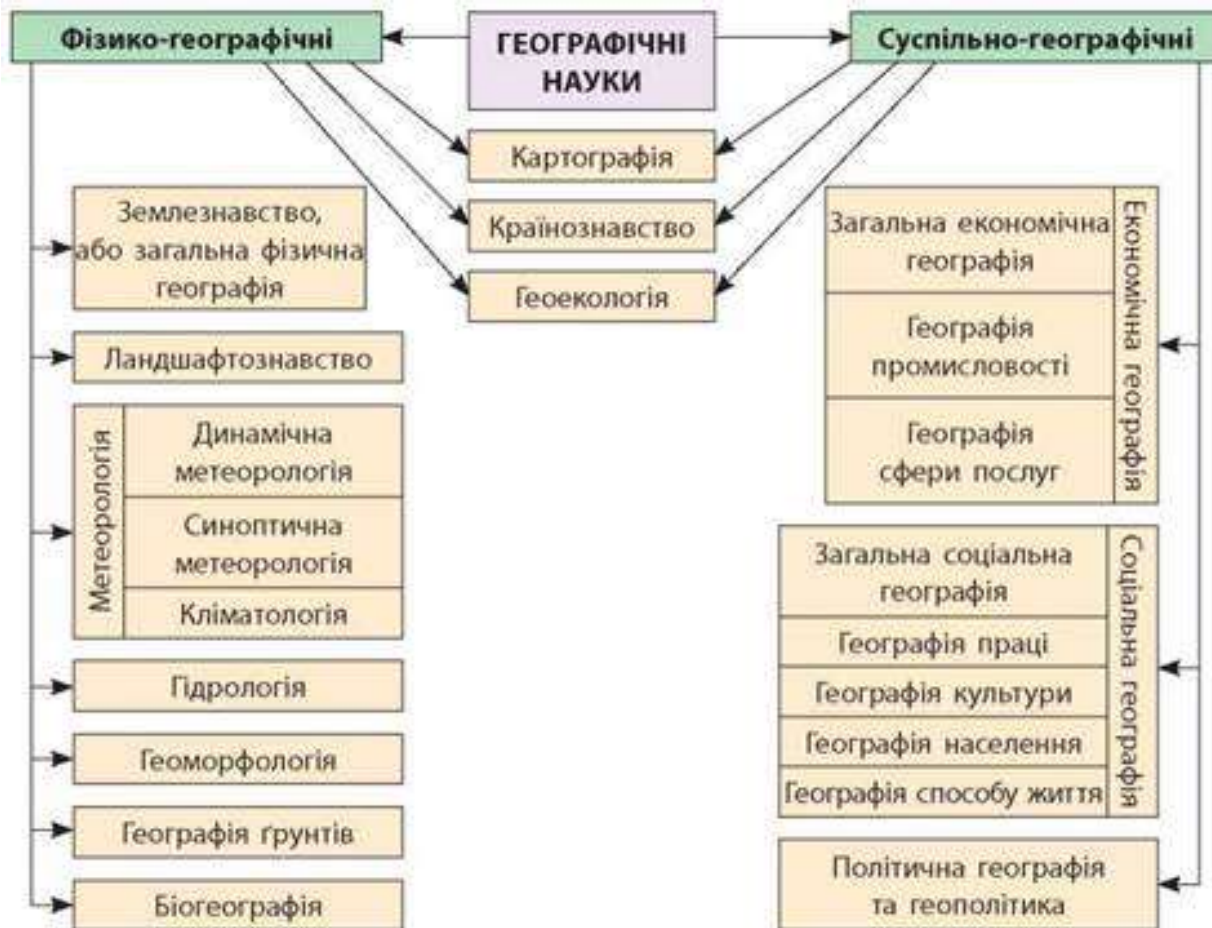 Фізико-географічні
ГЕОГРАФІЧНІ
НАУКИ
Суспільно-географічні
Картографія
Країнознавство
Геоекологія
Землезнавство,
або загальна фізична
географія
Ландшафтознавство
Метеорологія
Динамічна
метеорологія
Синоптична
метеорологія
Кліматологія
Гідрологія
Геоморфологія
Географія ґрунтів
Біогеографія
Загальна економічна
географія
Географія
промисловості
Географія
сфери послуг
Економічна географія
Загальна соціальна
географія
Географія праці
Географія культури
Географія населення
Географія способу життя
Соціальна географія
Політична географія
та геополітика